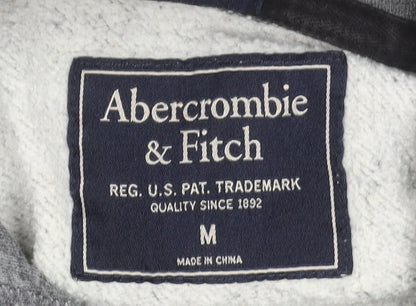 Abercrombie
& Fitch
REG. U.S. PAT. TRADEMARK
QUALITY SINCE 1892
M
MADE IN CHINA